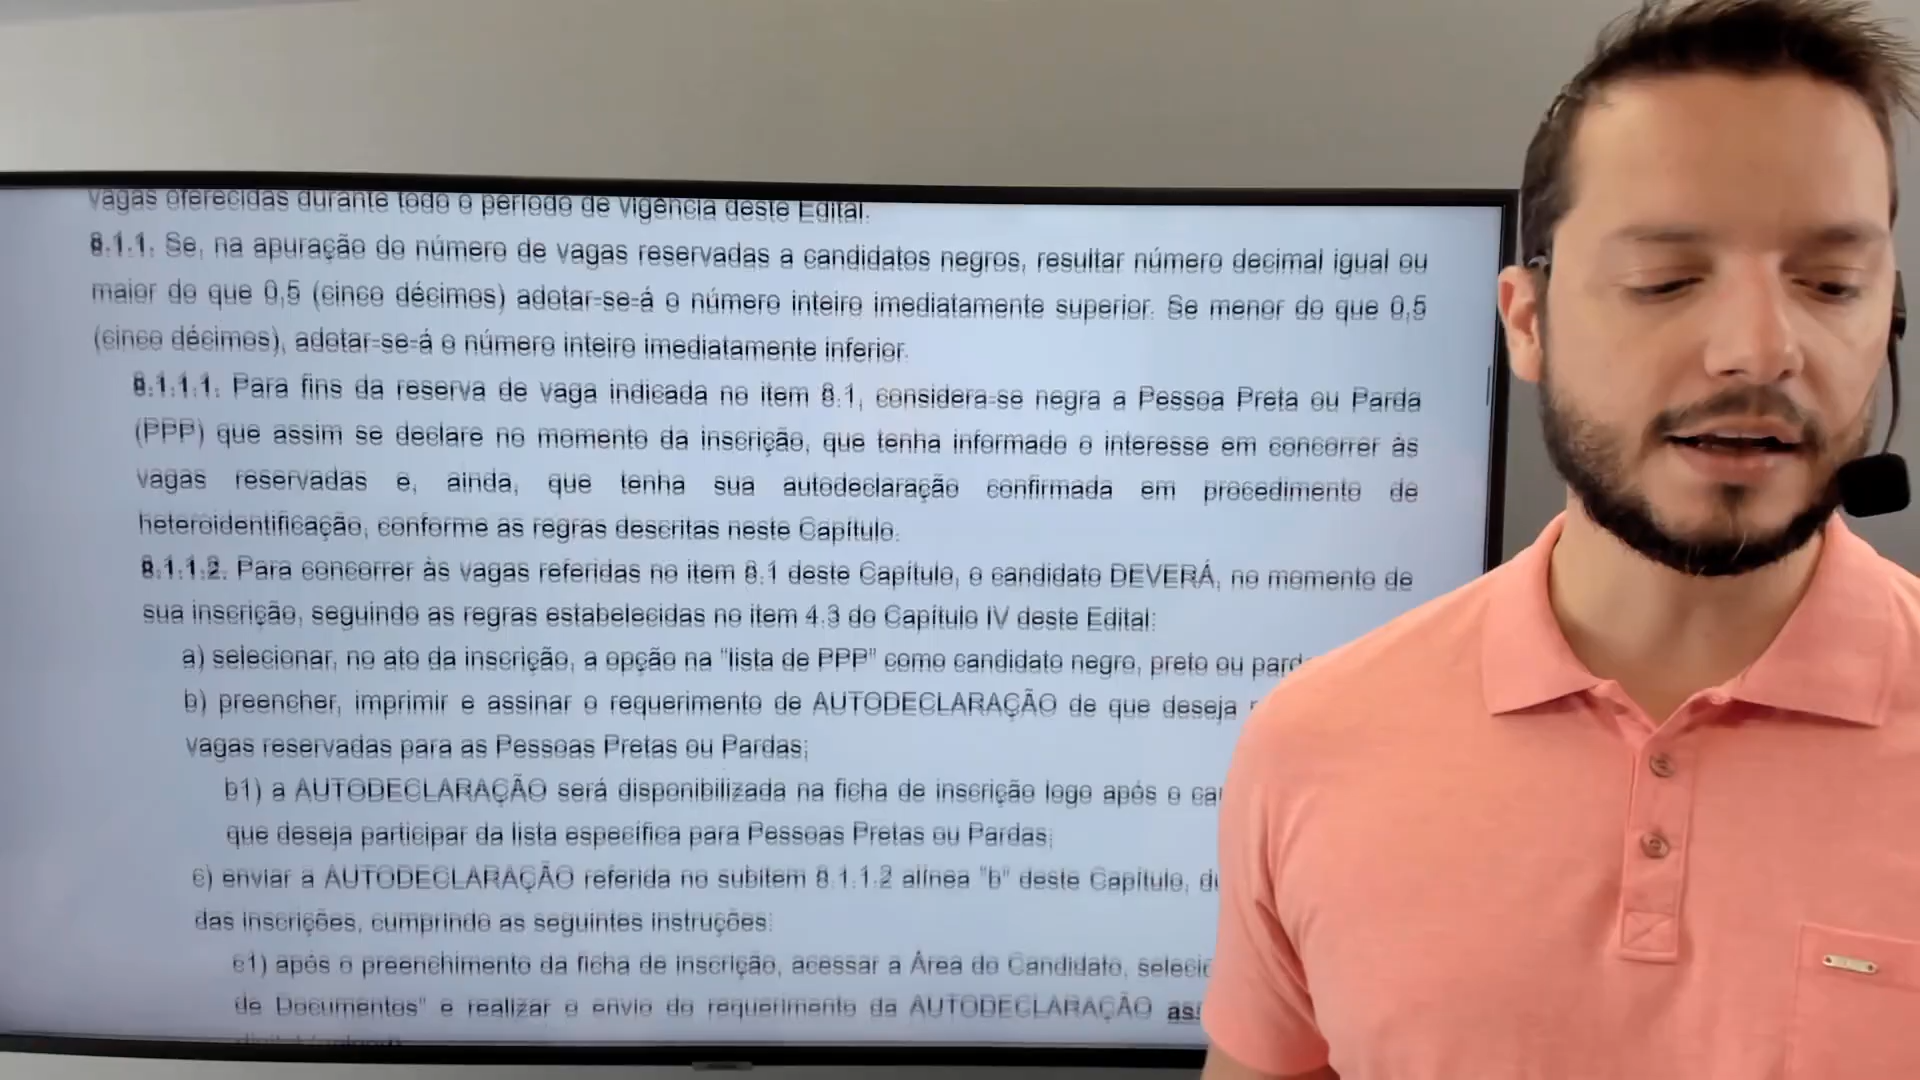 vagas oferecidas durante todo o período de vigência deste Edital.
8.1.1. Se, na apuração do número de vagas reservadas a candidatos negros, resultar número decimal igual ou
maior do que 0,5 (cinco décimos) adotar-se-á o número inteiro imediatamente superior. Se menor do que 0,5
(cinco décimos), adotar-se-á o número inteiro imediatamente inferior.
8.1.1.1. Para fins da reserva de vaga indicada no item 8.1, considera-se negra a Pessoa Preta ou Parda
(PPP) que assim se declare no momento da inscrição, que tenha informado o interesse em concorrer às
vagas reservadas e, ainda, que tenha sua autodeclaração confirmada em procedimento de
heteroidentificação, conforme as regras descritas neste Capítulo.
8.1.1.2. Para concorrer às vagas referidas no item 8.1 deste Capítulo, o candidato DEVERÁ, no momento de
sua inscrição, seguindo as regras estabelecidas no item 4.3 do Capítulo IV deste Edital:
a) selecionar, no ato da inscrição, a opção na "lista de PPP" como candidato negro, preto ou
b) preencher, imprimir e assinar o requerimento de AUTODECLARAÇÃO de que deseja
vagas reservadas para as Pessoas Pretas ou Pardas;
b1) a AUTODECLARAÇÃO será disponibilizada na ficha de inscrição logo após o
que deseja participar da lista específica para Pessoas Pretas ou Pardas;
c) enviar a AUTODECLARAÇÃO referida no subitem 8.1.1.2 alínea "b" deste Capítulo,
das inscrições, cumprindo as seguintes instruções:
c1) após o preenchimento da ficha de inscrição, acessar a Área do Candidato,
de Documentos" e realizar o envio do requerimento da AUTODECLARAÇÃO